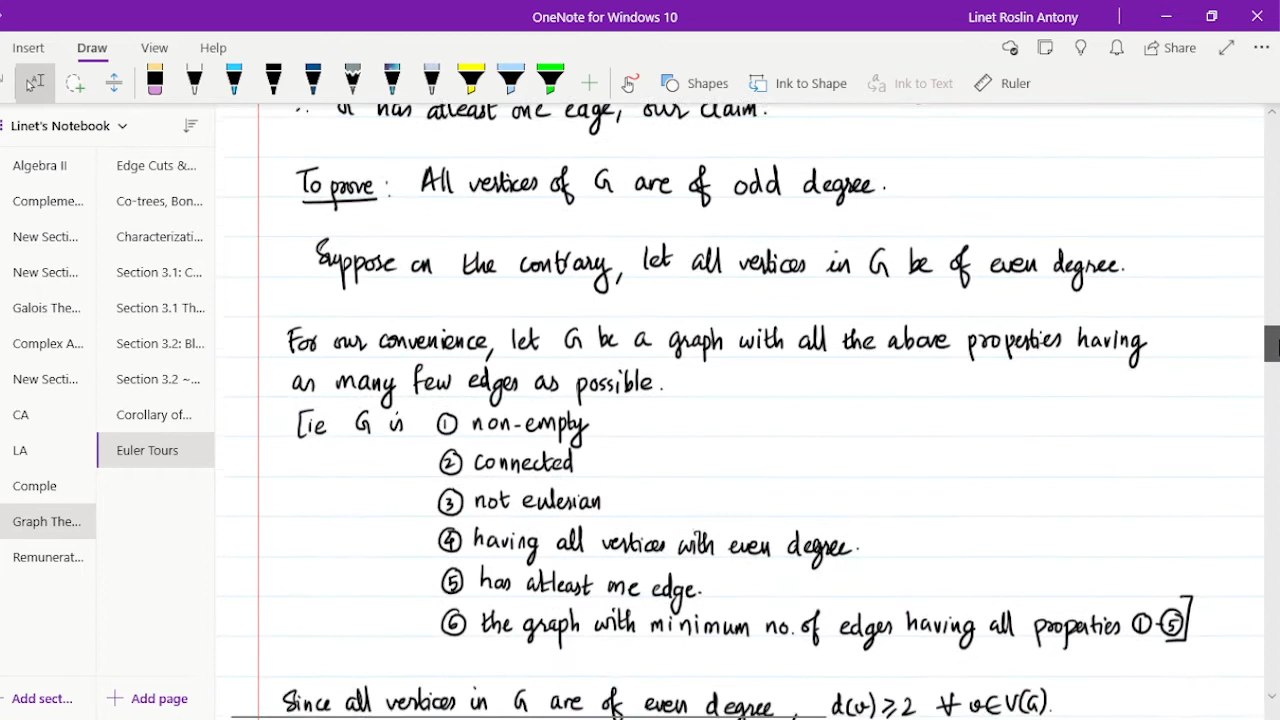 OneNote for Windows 10
Linet Roslin Antony
Insert
Draw
View
Help
Share
Shapes
Ink to Shape
Ink to Text
Ruler
Linet's Notebook
Algebra II
Compleme...
New Secti...
New Secti...
Galois The...
Complex A...
New Secti...
CA
LA
Comple
Graph The...
Remunerat...
Add sect...
Edge Cuts &...
Co-trees, Bon...
Characterizati...
Section 3.1: C...
Section 3.1 Th...
Section 3.2: Bl...
Section 3.2 ~...
Corollary of...
Euler Tours
Add page
∴ G has atleast one edge, our claim.
To prove: All vertices of G are of odd degree.
Suppose on the contrary, let all vertices in G be of even degree.
For our convenience, let G be a graph with all the above properties having
as many few edges as possible.
[ie G is ① non-empty
② connected
③ not eulerian
④ having all vertices with even degree.
⑤ has atleast one edge.
⑥ the graph with minimum no. of edges having all properties ①-⑤]
Since all vertices in G are of even degree, d(v)≥2 ∀ v∈V(G).